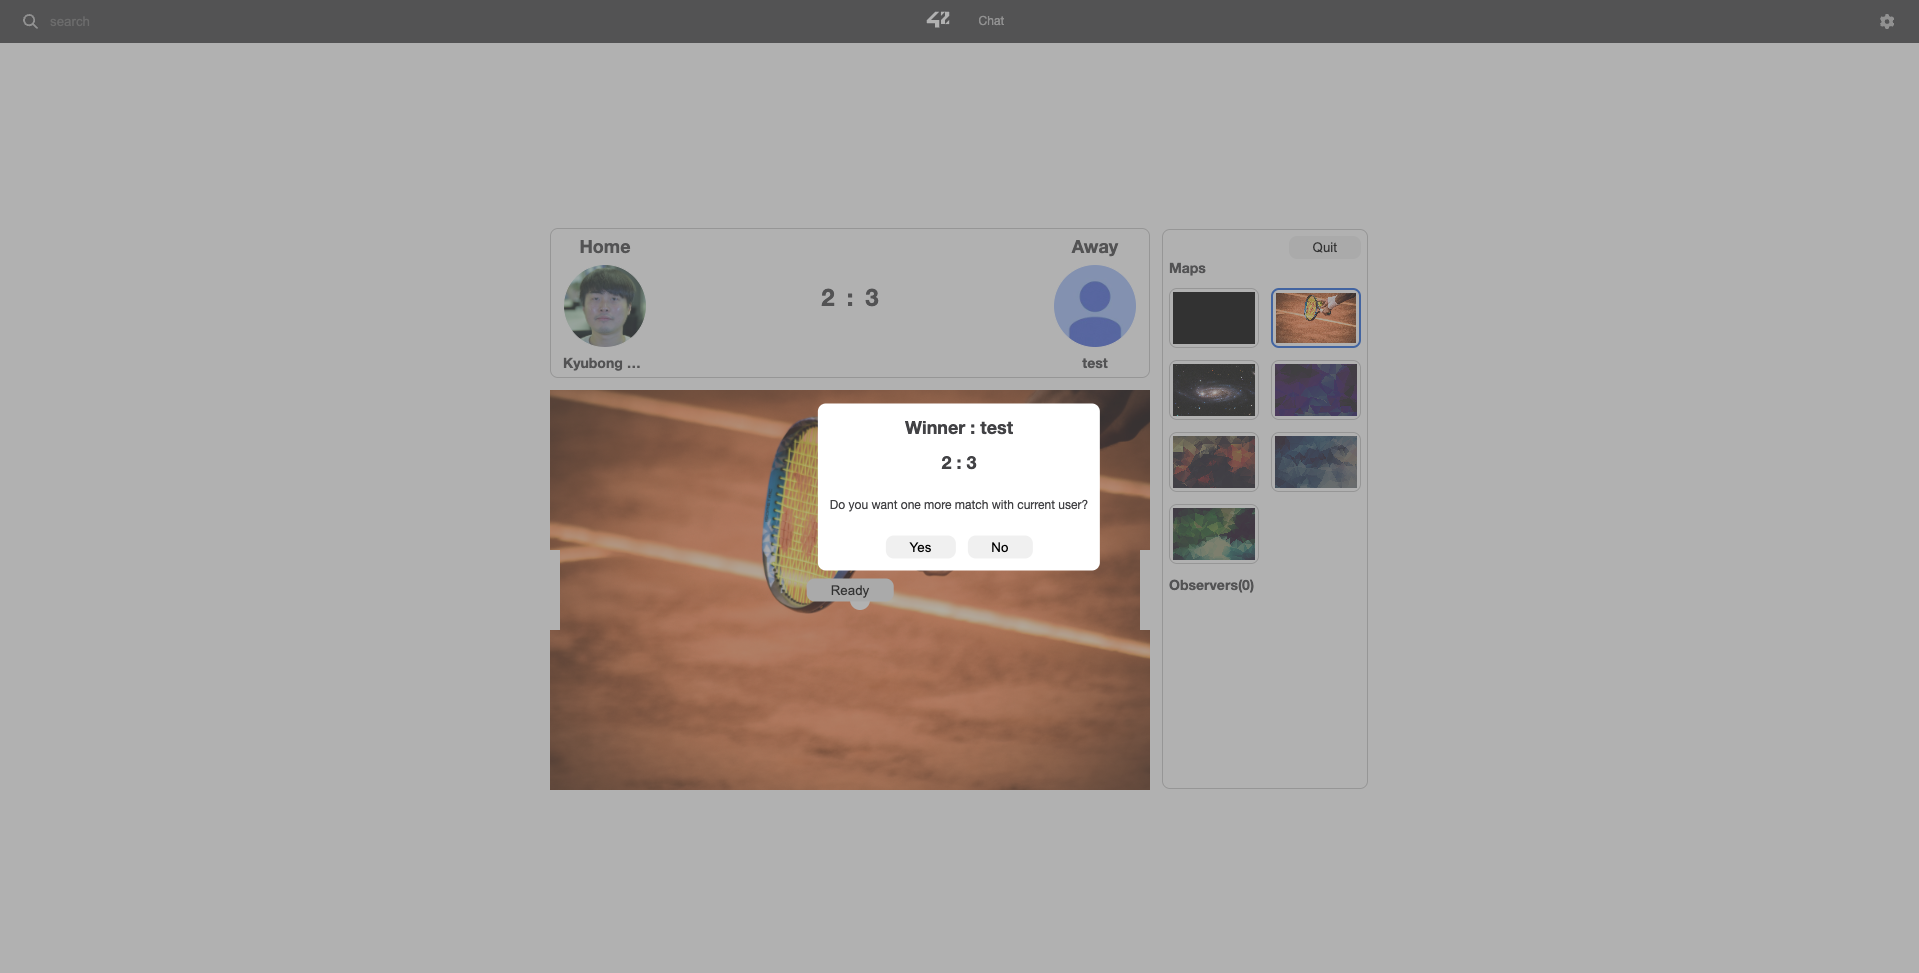 search
42
Chat
Home
Away
Quit
Maps
2 : 3
Kyubong ...
test
Winner : test
2 : 3
Do you want one more match with current user?
Yes
No
Ready
Observers(0)